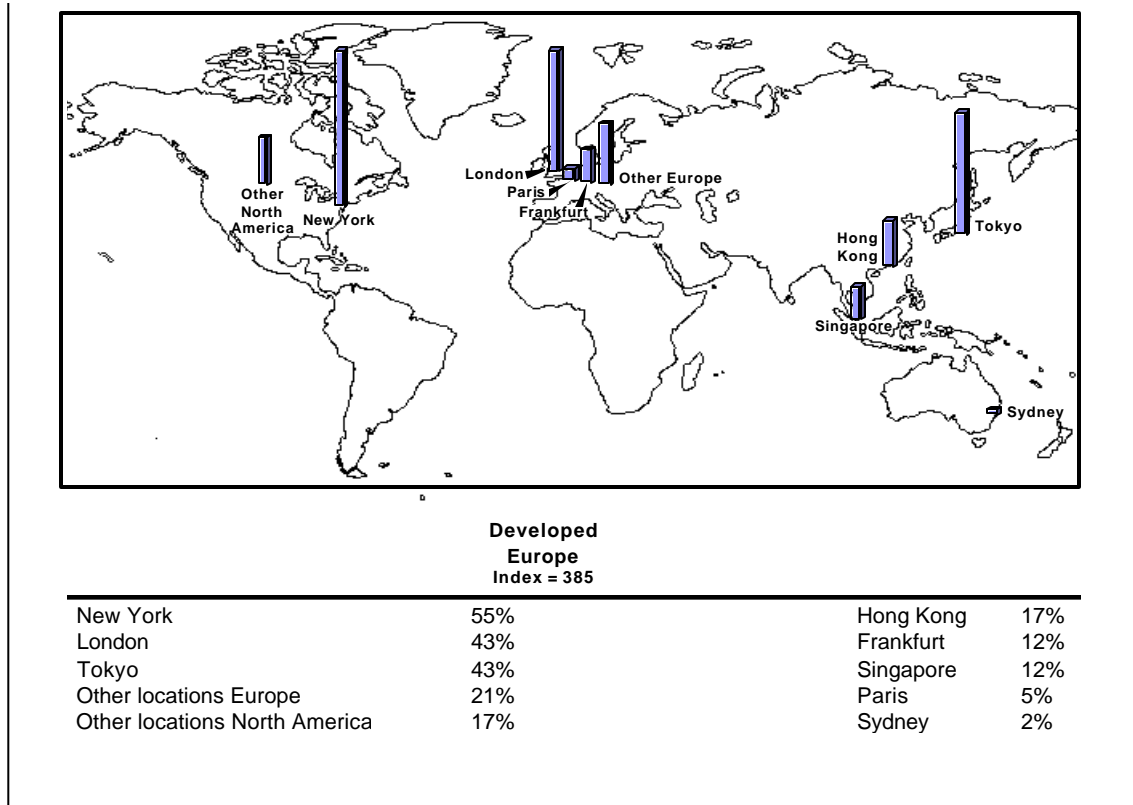 London
Paris
Frankfurt
Other Europe
Other
North
America
New York
Hong
Kong
Tokyo
Singapore
Sydney
Developed
Europe
Index = 385
New York 55% Hong Kong 17%
London 43% Frankfurt 12%
Tokyo 43% Singapore 12%
Other locations Europe 21% Paris 5%
Other locations North America 17% Sydney 2%